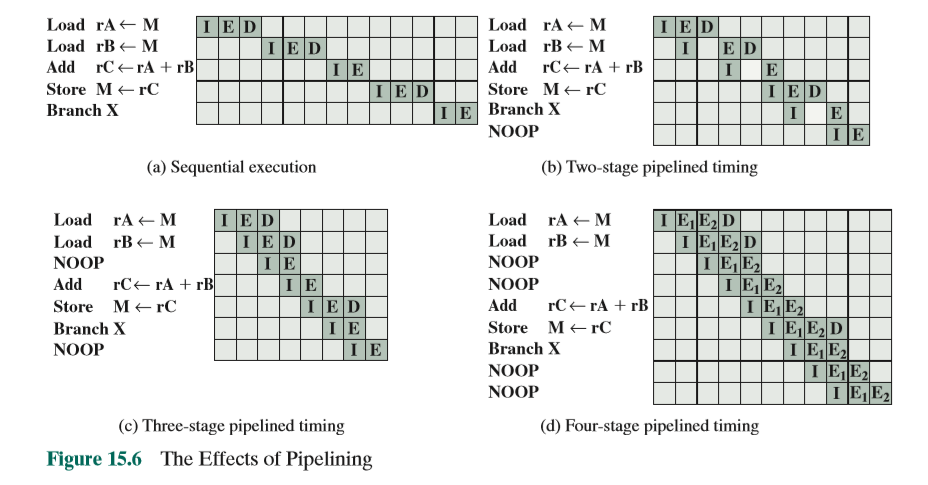 Load rA ← M I E D
Load rB ← M I E D
Add rC ← rA + rB I E
Store M ← rC I E D
Branch X I E
(a) Sequential execution
Load rA ← M I E D
Load rB ← M I E D
Add rC ← rA + rB I E
Store M ← rC I E D
Branch X I E
NOOP I E
(b) Two-stage pipelined timing
Load rA ← M I E D
Load rB ← M I E D
NOOP I E
Add rC ← rA + rB I E
Store M ← rC I E D
Branch X I E
NOOP I E
(c) Three-stage pipelined timing
Load rA ← M I E₁ E₂ D
Load rB ← M I E₁ E₂ D
NOOP I E₁ E₂
NOOP I E₁ E₂
Add rC ← rA + rB I E₁ E₂
Store M ← rC I E₁ E₂ D
Branch X I E₁ E₂
NOOP I E₁ E₂
NOOP I E₁ E₂
(d) Four-stage pipelined timing
Figure 15.6 The Effects of Pipelining